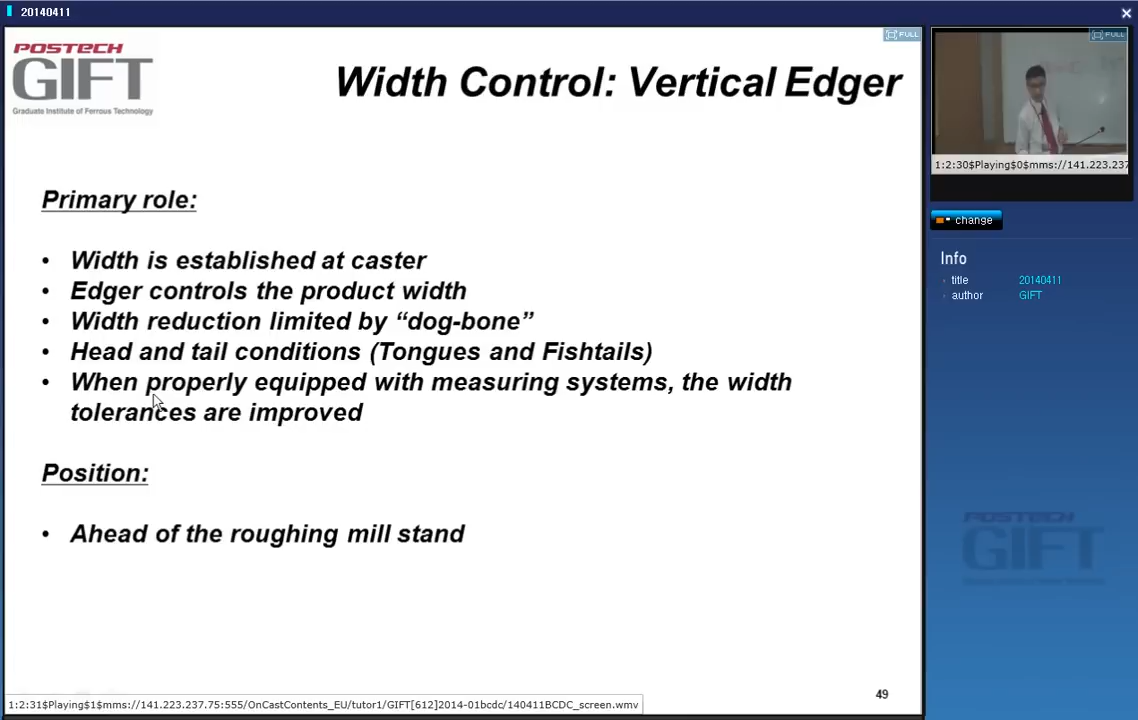 20140411
FULL
FULL
POSTECH
GIFT
Graduate Institute of Ferrous Technology
Width Control: Vertical Edger
1:2:30$Playing$0$mms://141.223.237
change
Primary role:
• Width is established at caster
• Edger controls the product width
• Width reduction limited by “dog-bone”
• Head and tail conditions (Tongues and Fishtails)
• When properly equipped with measuring systems, the width
tolerances are improved
Position:
• Ahead of the roughing mill stand
Info
title 20140411
author GIFT
POSTECH
GIFT
49
1:2:31$Playing$1$mms://141.223.237.75:555/OnCastContents_EU/tutor1/GIFT[612]2014-01bcdc/140411BCDC_screen.wmv